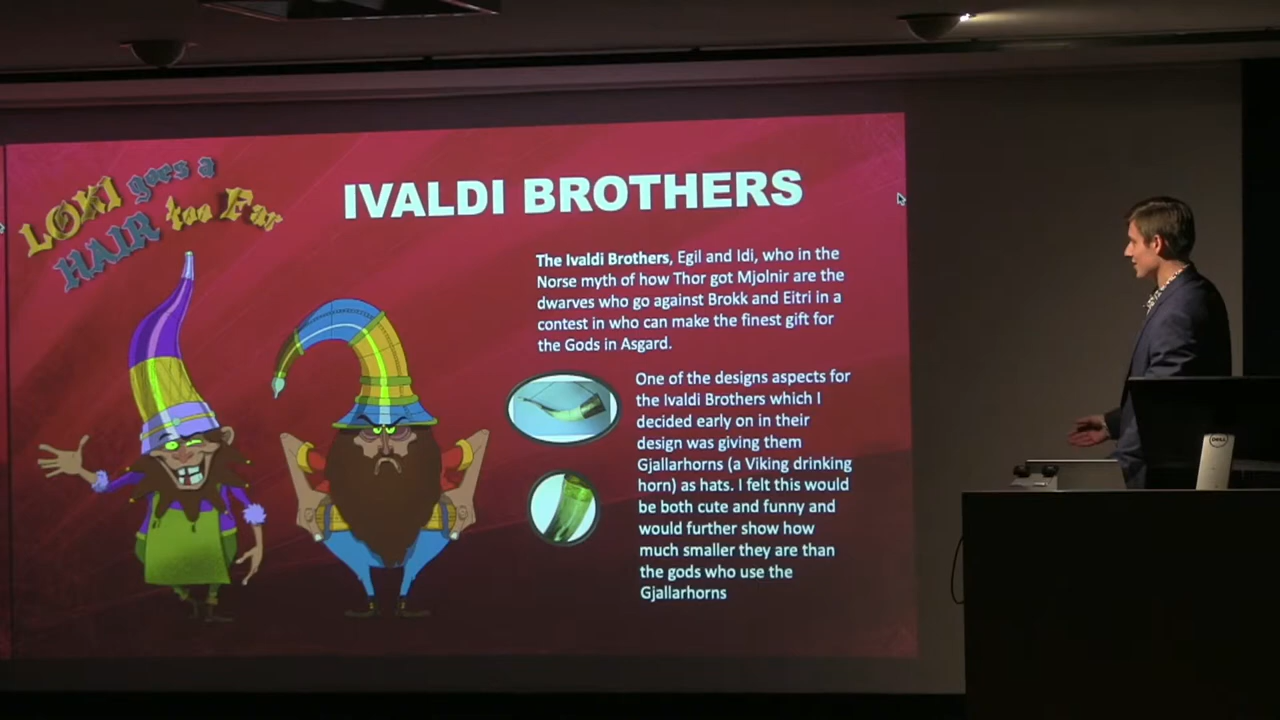 LOKI goes a
HAIR too Far
IVALDI BROTHERS
The Ivaldi Brothers, Egil and Idi, who in the
Norse myth of how Thor got Mjolnir are the
dwarves who go against Brokk and Eitri in a
contest in who can make the finest gift for
the Gods in Asgard.
One of the designs aspects for
the Ivaldi Brothers which I
decided early on in their
design was giving them
Gjallarhorns (a Viking drinking
horn) as hats. I felt this would
be both cute and funny and
would further show how
much smaller they are than
the gods who use the
Gjallarhorns
DELL